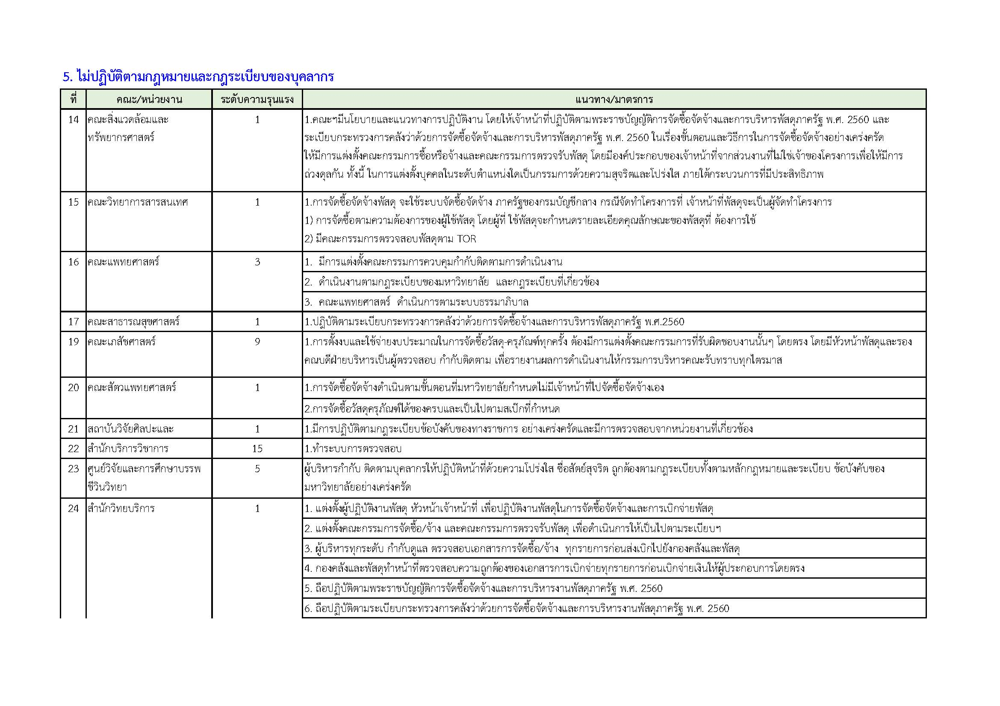 5. ไม่ปฏิบัติตามกฎหมายและกฎระเบียบของบุคลากร
ที่ คณะ/หน่วยงาน ระดับความรุนแรง แนวทาง/มาตรการ
14 คณะสิ่งแวดล้อมและ 1 1.คณะฯมีนโยบายและแนวทางการปฏิบัติงาน โดยให้เจ้าหน้าที่ปฏิบัติตามพระราชบัญญัติการจัดซื้อจัดจ้างและการบริหารพัสดุภาครัฐ พ.ศ. 2560 และ
ทรัพยากรศาสตร์ ระเบียบกระทรวงการคลังว่าด้วยการจัดซื้อจัดจ้างและการบริหารพัสดุภาครัฐ พ.ศ. 2560 ในเรื่องขั้นตอนและวิธีการในการจัดซื้อจัดจ้างอย่างเคร่งครัด
ให้มีการแต่งตั้งคณะกรรมการซื้อหรือจ้างและคณะกรรมการตรวจรับพัสดุ โดยมีองค์ประกอบของเจ้าหน้าที่จากส่วนงานที่ไม่ใช่เจ้าของโครงการเพื่อให้มีการ
ถ่วงดุลกัน ทั้งนี้ ในการแต่งตั้งบุคคลในระดับตำแหน่งใดเป็นกรรมการด้วยความสุจริตและโปร่งใส ภายใต้กระบวนการที่มีประสิทธิภาพ
15 คณะวิทยาการสารสนเทศ 1 1.การจัดซื้อจัดจ้างพัสดุ จะใช้ระบบจัดซื้อจัดจ้าง ภาครัฐของกรมบัญชีกลาง กรณีจัดทำโครงการที่ เจ้าหน้าที่พัสดุจะเป็นผู้จัดทำโครงการ
1) การจัดซื้อตามความต้องการของผู้ใช้พัสดุ โดยผู้ที่ ใช้พัสดุจะกำหนดรายละเอียดคุณลักษณะของพัสดุที่ ต้องการใช้
2) มีคณะกรรมการตรวจสอบพัสดุตาม TOR
16 คณะแพทยศาสตร์ 3 1. มีการแต่งตั้งคณะกรรมการควบคุมกำกับติดตามการดำเนินงาน
2. ดำเนินงานตามกฎระเบียบของมหาวิทยาลัย และกฎระเบียบที่เกี่ยวข้อง
3. คณะแพทยศาสตร์ ดำเนินการตามระบบธรรมาภิบาล
17 คณะสาธารณสุขศาสตร์ 1 1.ปฎิบัติตามระเบียบกระทรวงการคลังว่าด้วยการจัดซื้อจ้างและการบริหารพัสดุภาครัฐ พ.ศ.2560
19 คณะเภสัชศาสตร์ 9 1.การตั้งงบและใช้จ่ายงบประมาณในการจัดซื้อวัสดุ-ครุภัณฑ์ทุกครั้ง ต้องมีการแต่งตั้งคณะกรรมการที่รับผิดชอบงานนั้นๆ โดยตรง โดยมีหัวหน้าพัสดุและรอง
คณบดีฝ่ายบริหารเป็นผู้ตรวจสอบ กำกับติดตาม เพื่อรายงานผลการดำเนินงานให้กรรมการบริหารคณะรับทราบทุกไตรมาส
20 คณะสัตวแพทยศาสตร์ 1 1.การจัดซื้อจัดจ้างดำเนินตามขั้นตอนที่มหาวิทยาลัยกำหนดไม่มีเจ้าหน้าที่ไปจัดซื้อจัดจ้างเอง
2.การจัดซื้อวัสดุครุภัณฑ์ได้ของครบและเป็นไปตามสเป๊กที่กำหนด
21 สถาบันวิจัยศิลปะและ 1 1.มีการปฏิบัติตามกฎระเบียบข้อบังคับของทางราชการ อย่างเคร่งครัดและมีการตรวจสอบจากหน่วยงานที่เกี่ยวข้อง
22 สำนักบริการวิชาการ 15 1.ทำระบบการตรวจสอบ
23 ศูนย์วิจัยและการศึกษาบรรพ 5 ผู้บริหารกำกับ ติดตามบุคลากรให้ปฏิบัติหน้าที่ด้วยความโปร่งใส ซื่อสัตย์สุจริต ถูกต้องตามกฎระเบียบทั้งตามหลักกฎหมายและระเบียบ ข้อบังคับของ
ชีวินวิทยา มหาวิทยาลัยอย่างเคร่งครัด
24 สำนักวิทยบริการ 1 1. แต่งตั้งผู้ปฏิบัติงานพัสดุ หัวหน้าเจ้าหน้าที่ เพื่อปฏิบัติงานพัสดุในการจัดซื้อจัดจ้างและการเบิกจ่ายพัสดุ
2. แต่งตั้งคณะกรรมการจัดซื้อ/จ้าง และคณะกรรมการตรวจรับพัสดุ เพื่อดำเนินการให้เป็นไปตามระเบียบฯ
3. ผู้บริหารทุกระดับ กำกับดูแล ตรวจสอบเอกสารการจัดซื้อ/จ้าง ทุกรายการก่อนส่งเบิกไปยังกองคลังและพัสดุ
4. กองคลังและพัสดุทำหน้าที่ตรวจสอบความถูกต้องของเอกสารการเบิกจ่ายทุกรายการก่อนเบิกจ่ายเงินให้ผู้ประกอบการโดยตรง
5. ถือปฏิบัติตามพระราชบัญญัติการจัดซื้อจัดจ้างและการบริหารงานพัสดุภาครัฐ พ.ศ. 2560
6. ถือปฏิบัติตามระเบียบกระทรวงการคลังว่าด้วยการจัดซื้อจัดจ้างและการบริหารงานพัสดุภาครัฐ พ.ศ. 2560